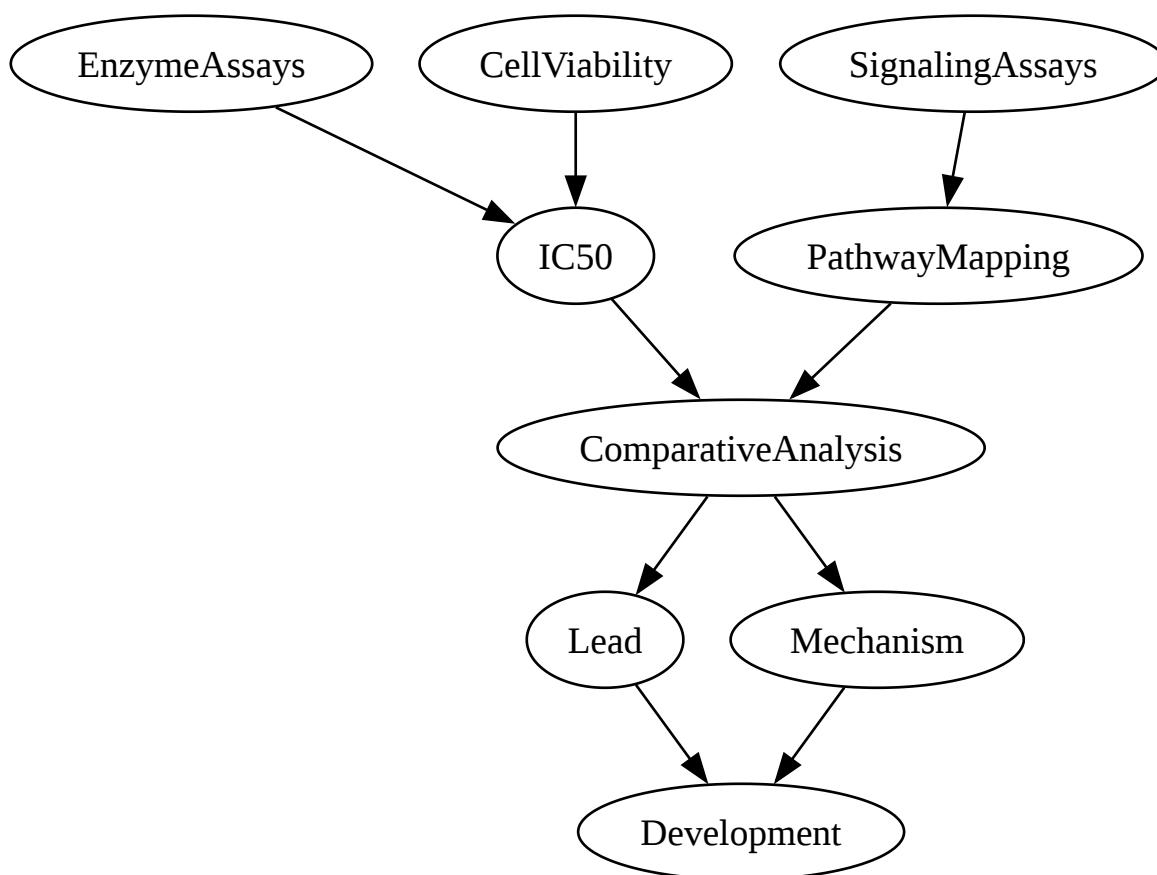 EnzymeAssays
CellViability
SignalingAssays
IC50
PathwayMapping
ComparativeAnalysis
Lead
Mechanism
Development